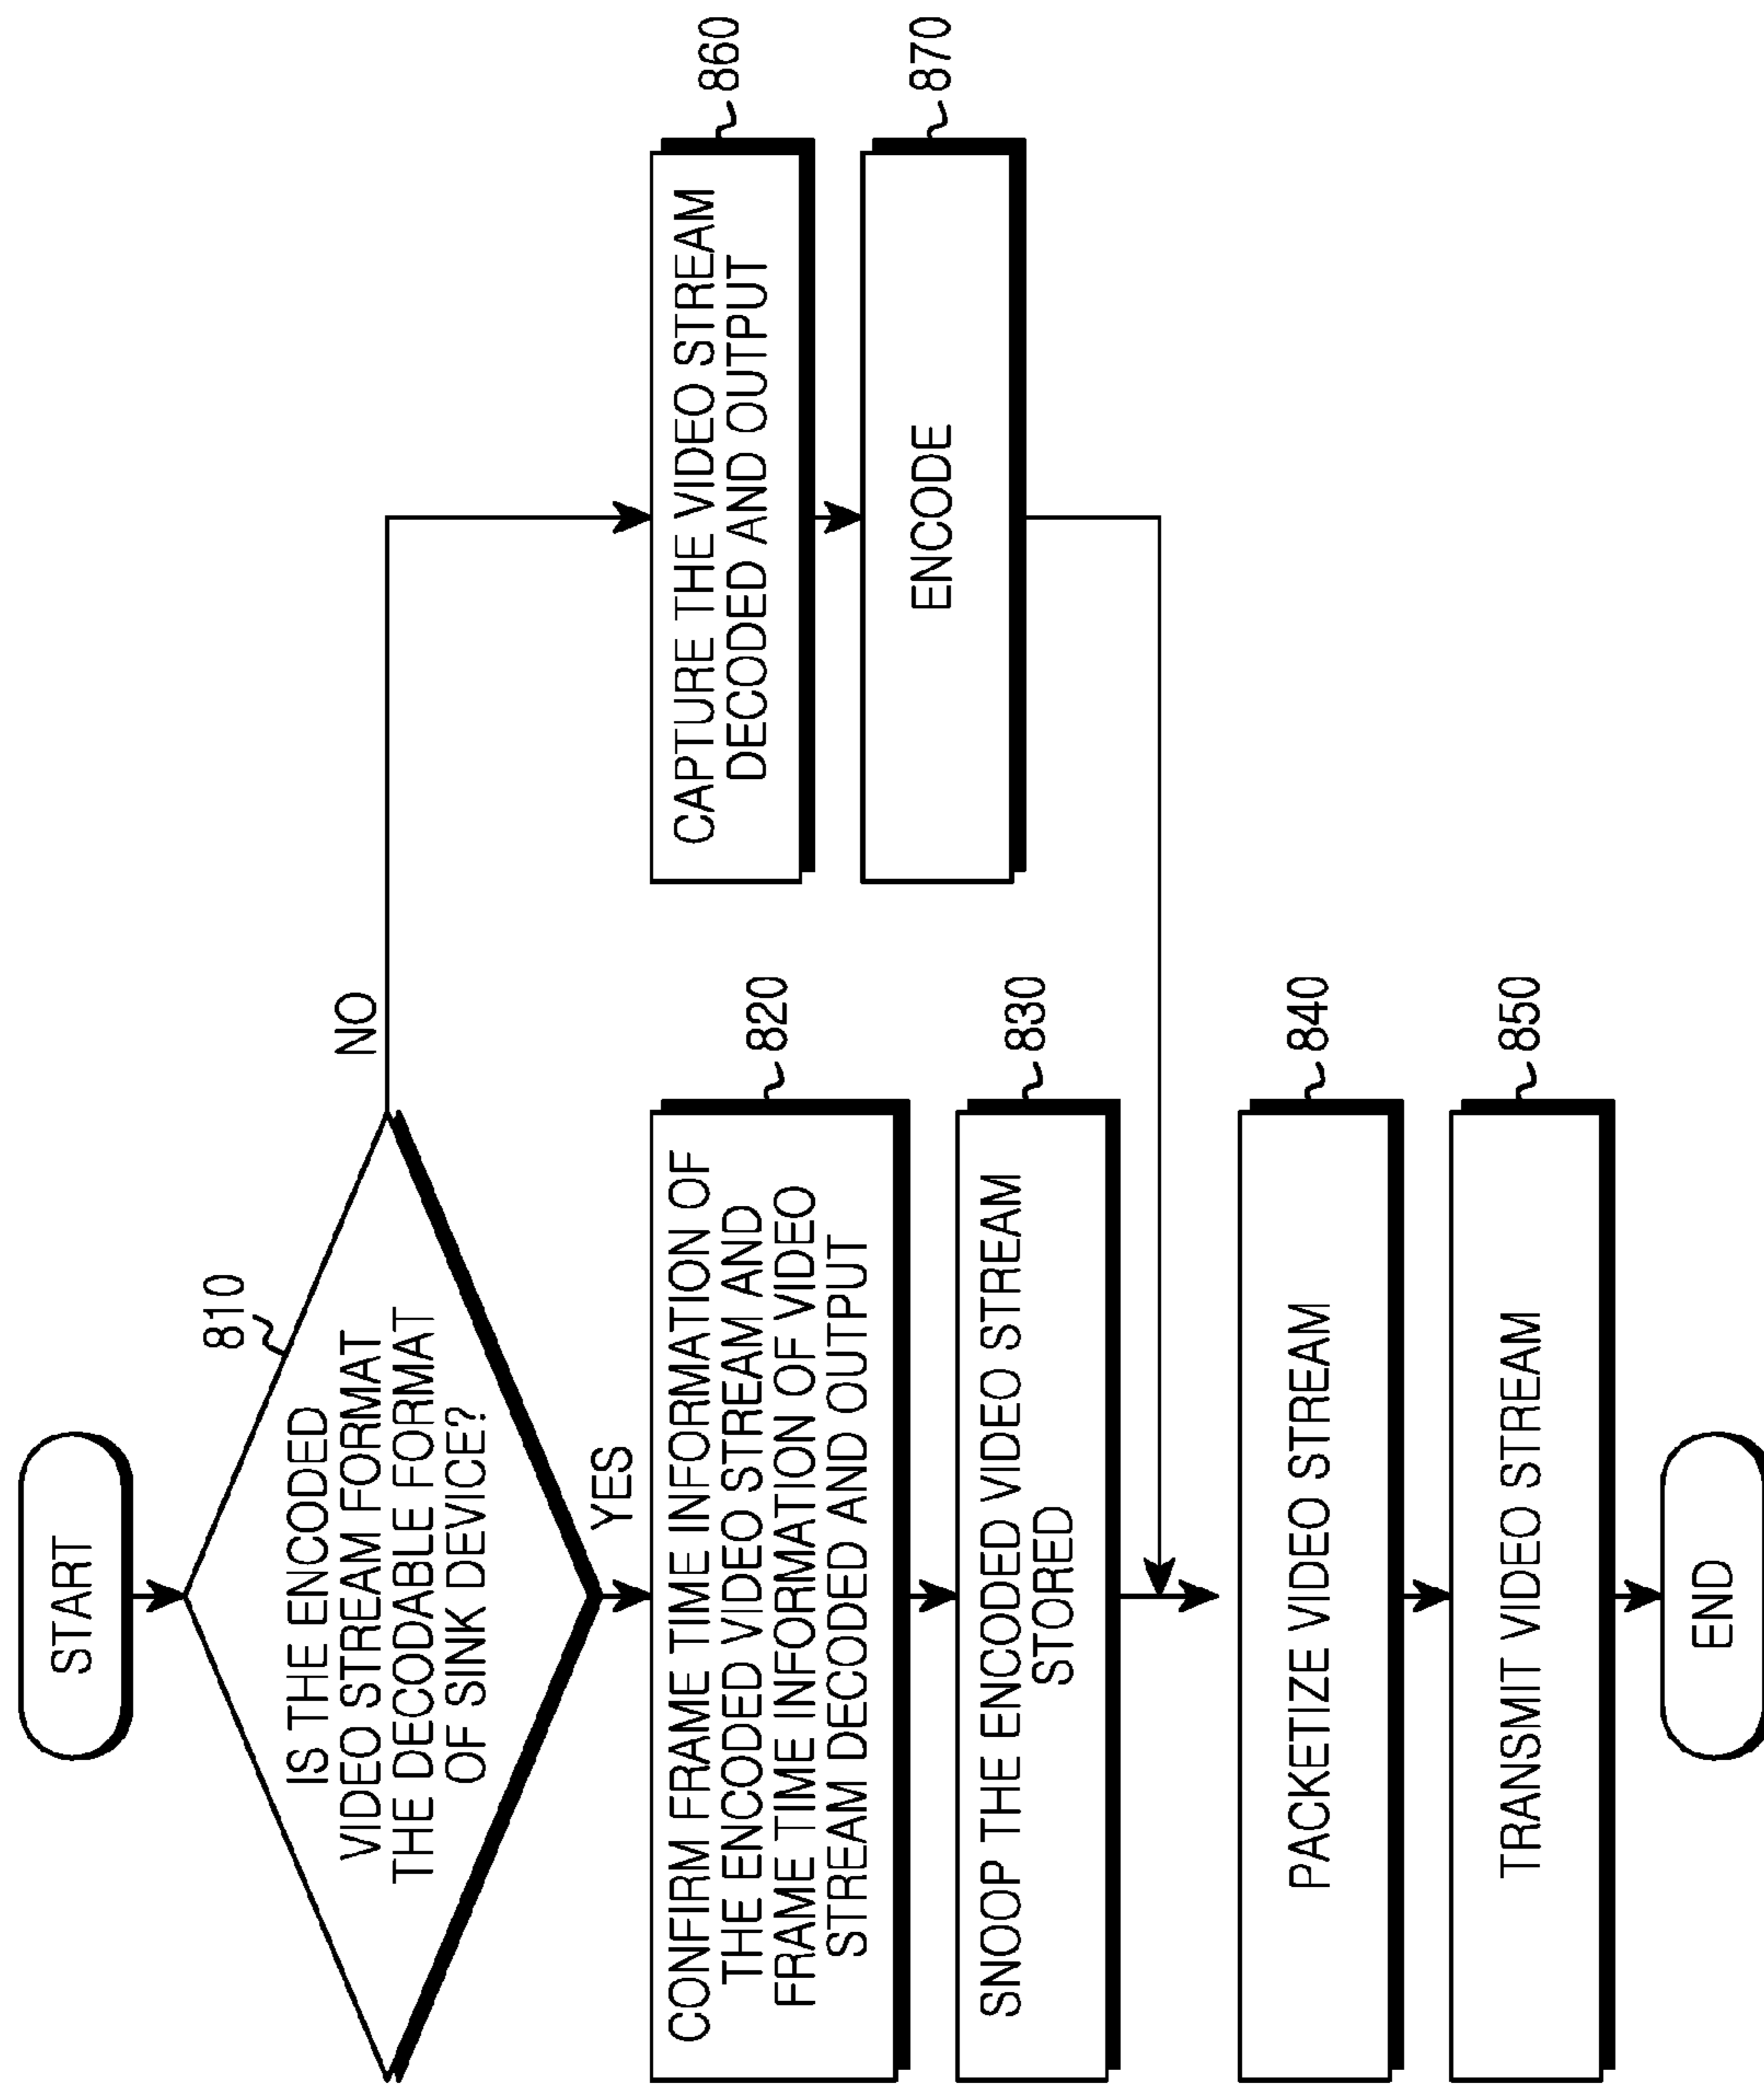 START
810
IS THE ENCODED
VIDEO STREAM FORMAT
THE DECODABLE FORMAT
OF SINK DEVICE?
NO
YES
CONFIRM FRAME TIME INFORMATION OF
THE ENCODED VIDEO STREAM AND
FRAME TIME INFORMATION OF VIDEO
STREAM DECODED AND OUTPUT
820
CAPTURE THE VIDEO STREAM
DECODED AND OUTPUT
860
SNOOP THE ENCODED VIDEO STREAM
STORED
830
ENCODE
870
PACKETIZE VIDEO STREAM
840
TRANSMIT VIDEO STREAM
850
END